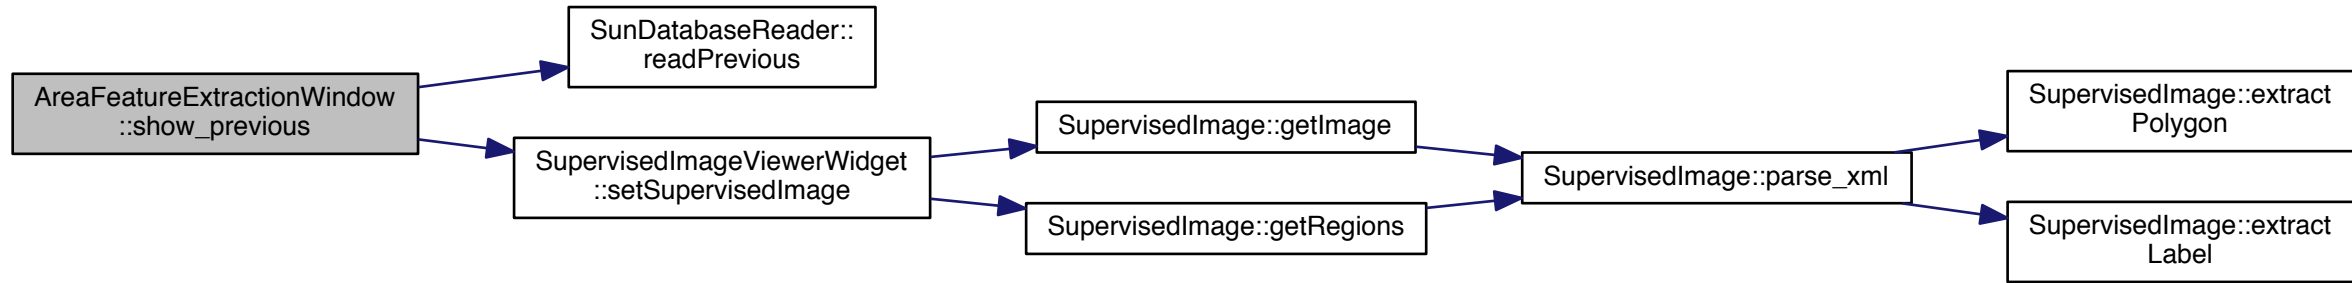 AreaFeatureExtractionWindow
::show_previous
SunDatabaseReader::
readPrevious
SupervisedImageViewerWidget
::setSupervisedImage
SupervisedImage::getImage
SupervisedImage::getRegions
SupervisedImage::parse_xml
SupervisedImage::extract
Polygon
SupervisedImage::extract
Label